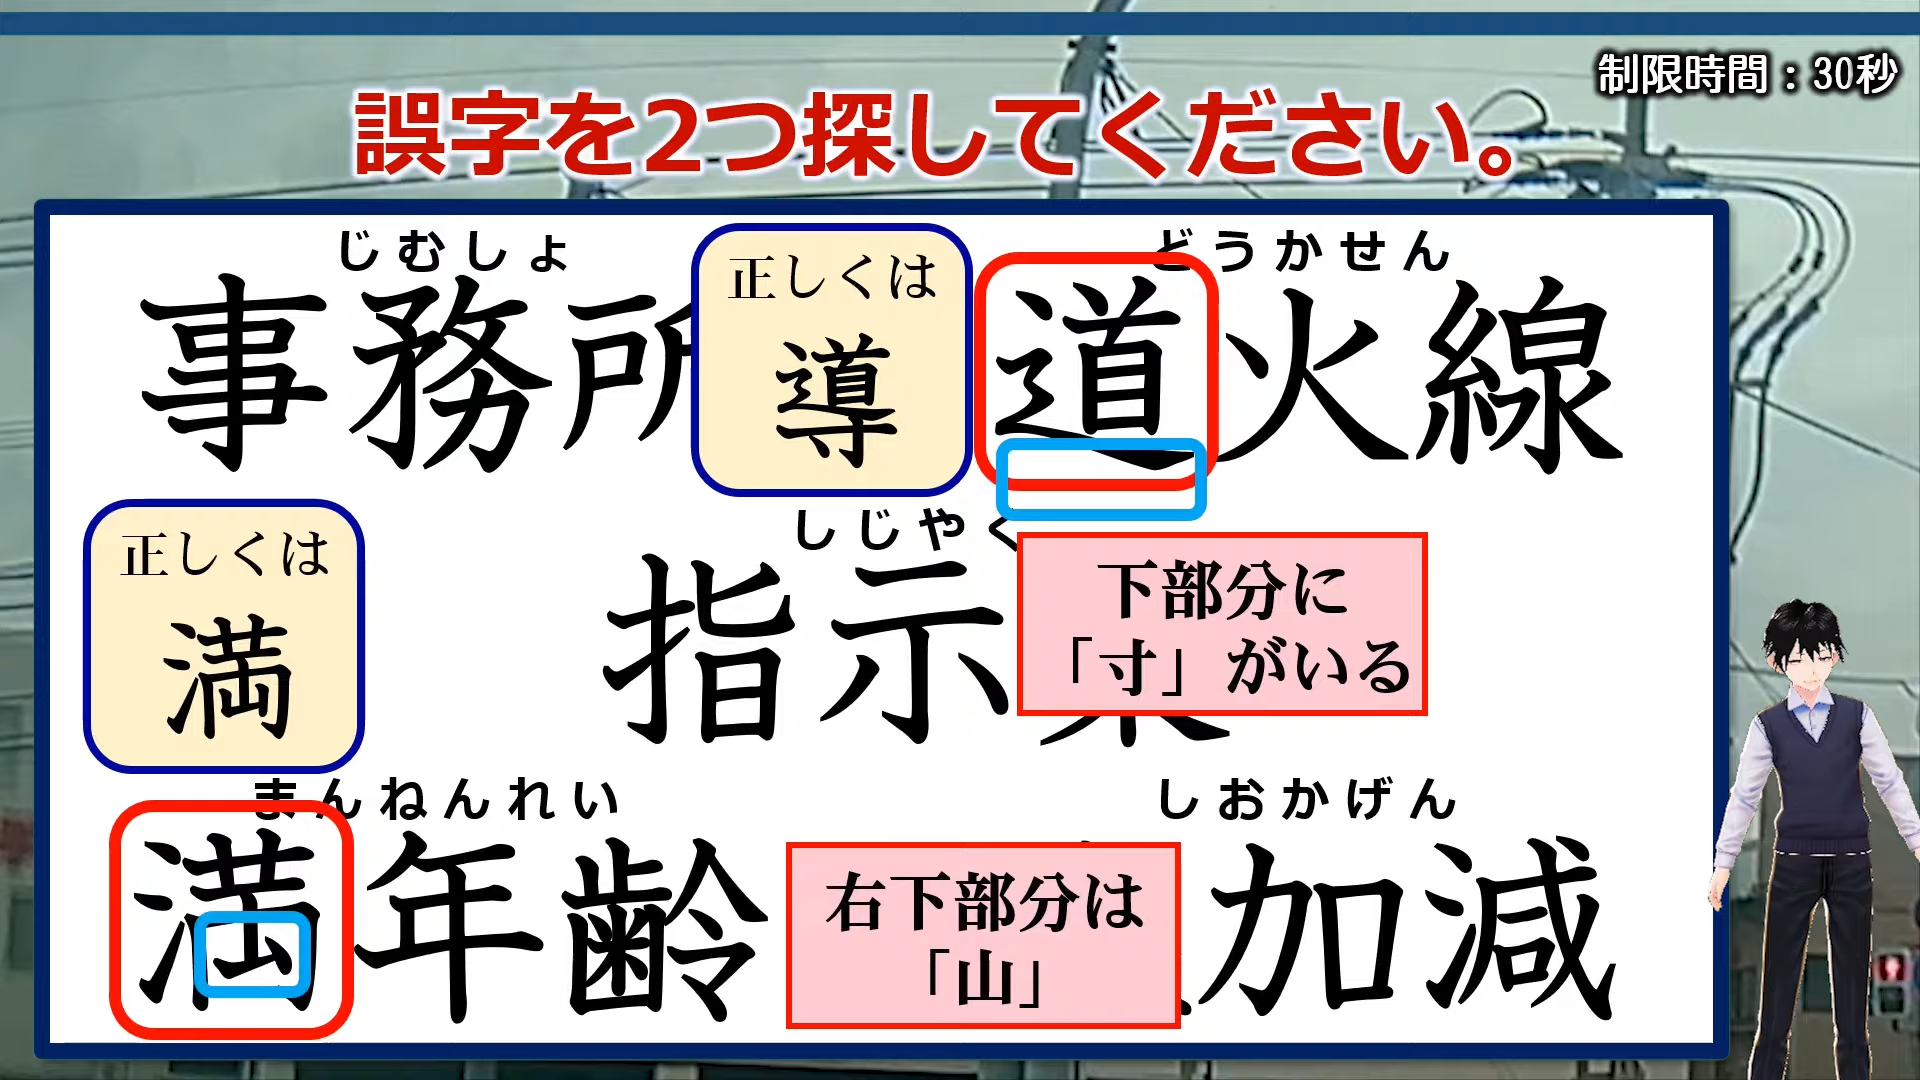 制限時間：30秒
誤字を2つ探してください。
じむしょ
事務所
正しくは
導
どうかせん
道火線
正しくは
満
しじやく
指示
下部分に
「寸」がいる
まんねんれい
満年齢
右下部分は
「山」
しおかげん
加減